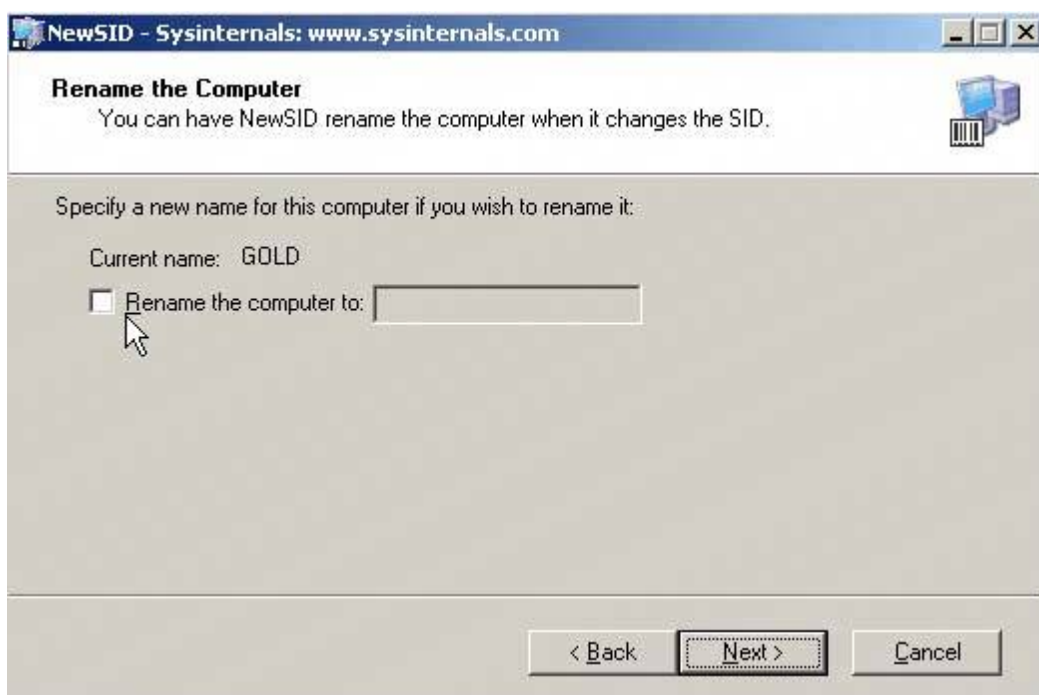 NewSID - Sysinternals: www.sysinternals.com
Rename the Computer
You can have NewSID rename the computer when it changes the SID.
Specify a new name for this computer if you wish to rename it:
Current name: GOLD
Rename the computer to:
< Back Next > Cancel